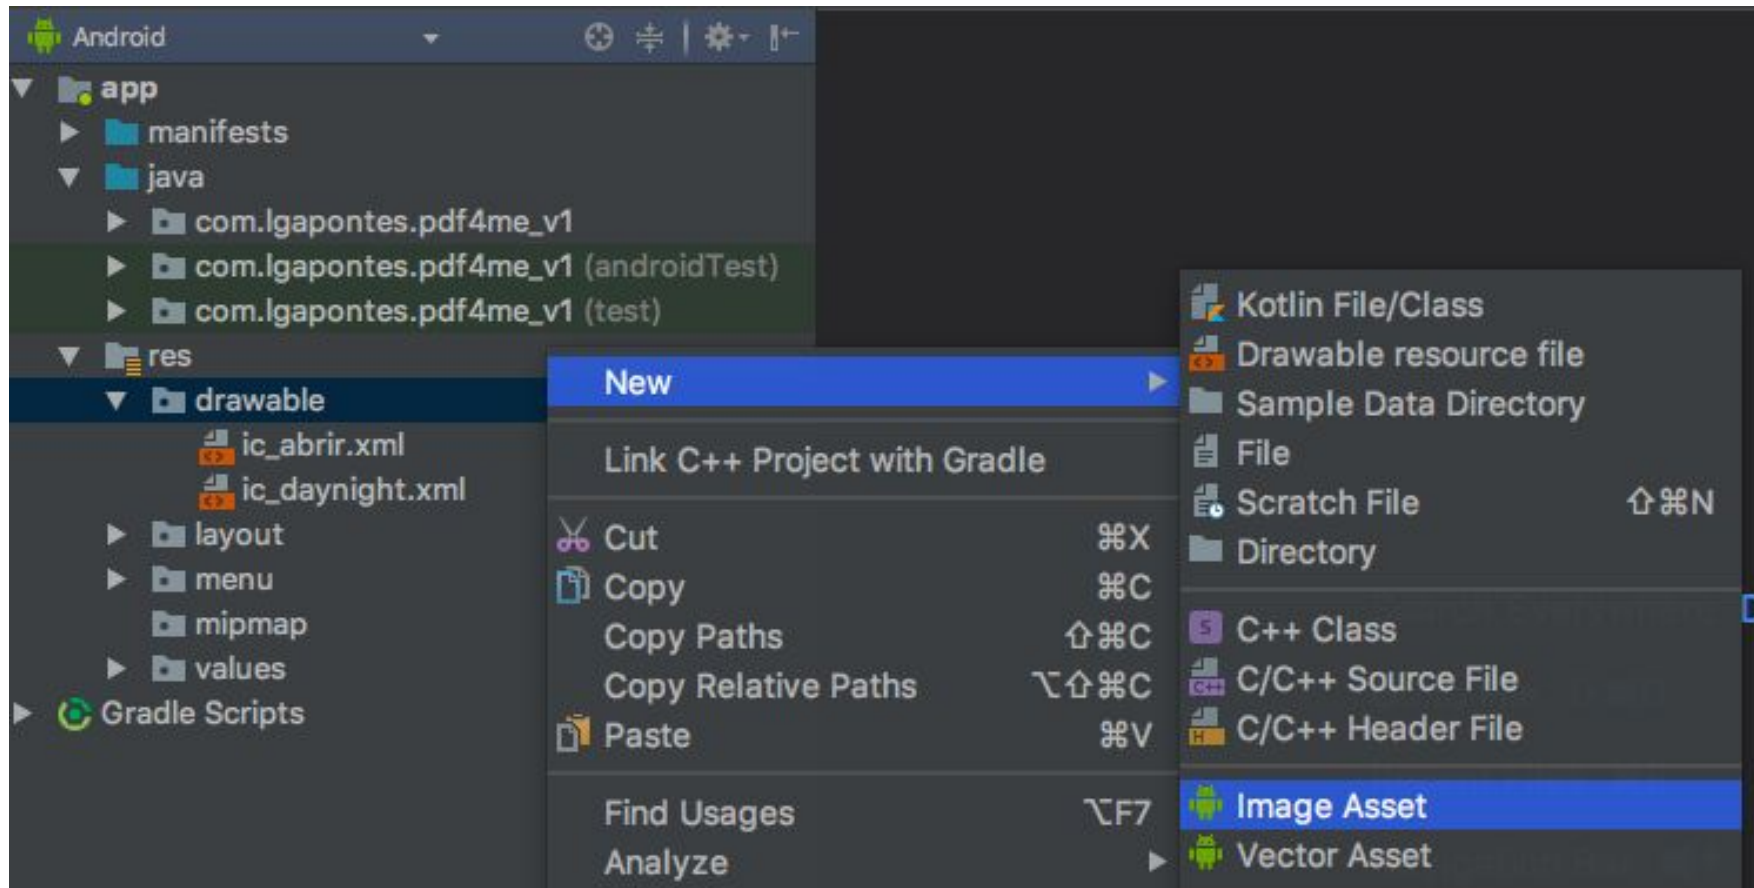 Android
app
manifests
java
com.lgapontes.pdf4me_v1
com.lgapontes.pdf4me_v1 (androidTest)
com.lgapontes.pdf4me_v1 (test)
res
drawable
ic_abrir.xml
ic_daynight.xml
layout
menu
mipmap
values
Gradle Scripts
New
Link C++ Project with Gradle
Cut ⌘X
Copy ⌘C
Copy Paths ⇧⌘C
Copy Relative Paths ⌥⇧⌘C
Paste ⌘V
Find Usages ⌥F7
Analyze
Kotlin File/Class
Drawable resource file
Sample Data Directory
File
Scratch File ⇧⌘N
Directory
S C++ Class
C++ C/C++ Source File
H C/C++ Header File
Image Asset
Vector Asset